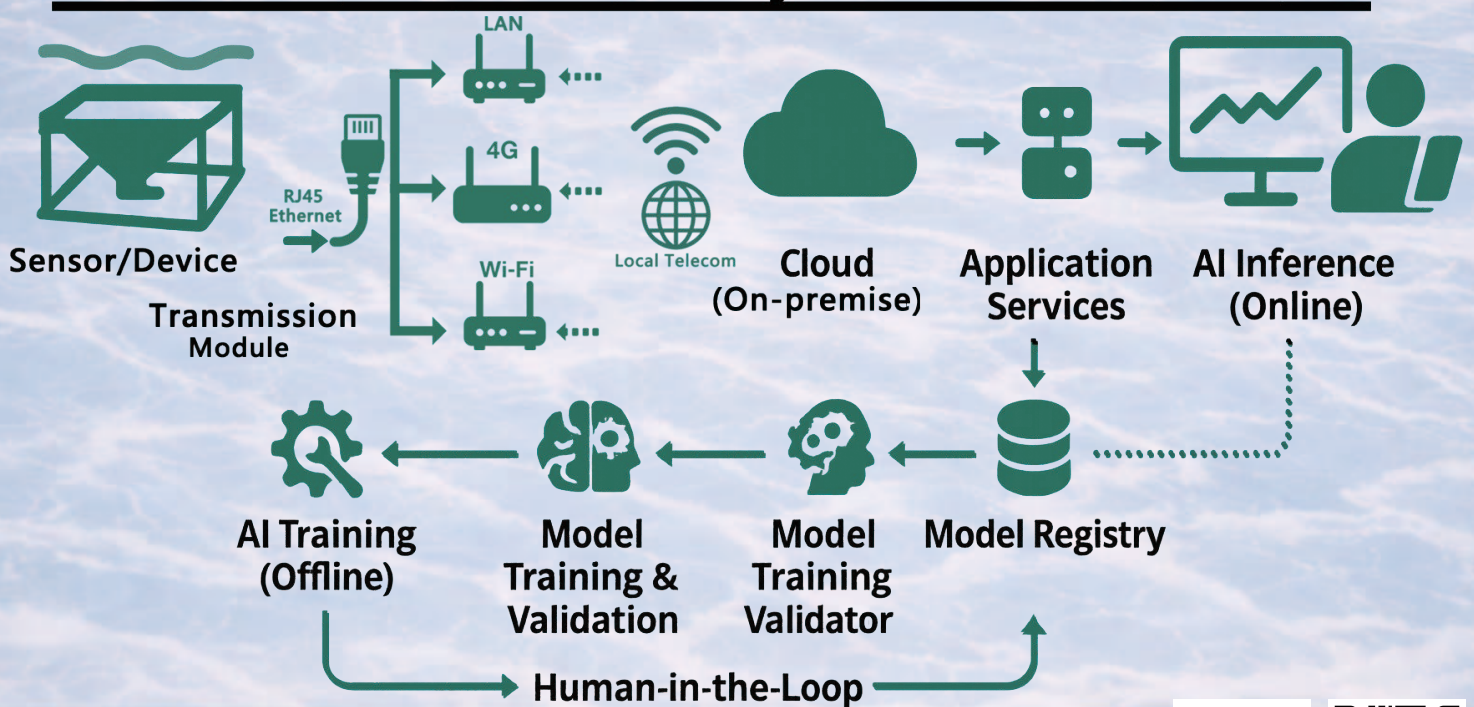 LAN
4G
RJ45
Ethernet
Wi-Fi
Local Telecom
Sensor/Device
Transmission
Module
Cloud
(On-premise)
Application
Services
AI Inference
(Online)
AI Training
(Offline)
Model
Training &
Validation
Model
Training
Validator
Model Registry
Human-in-the-Loop